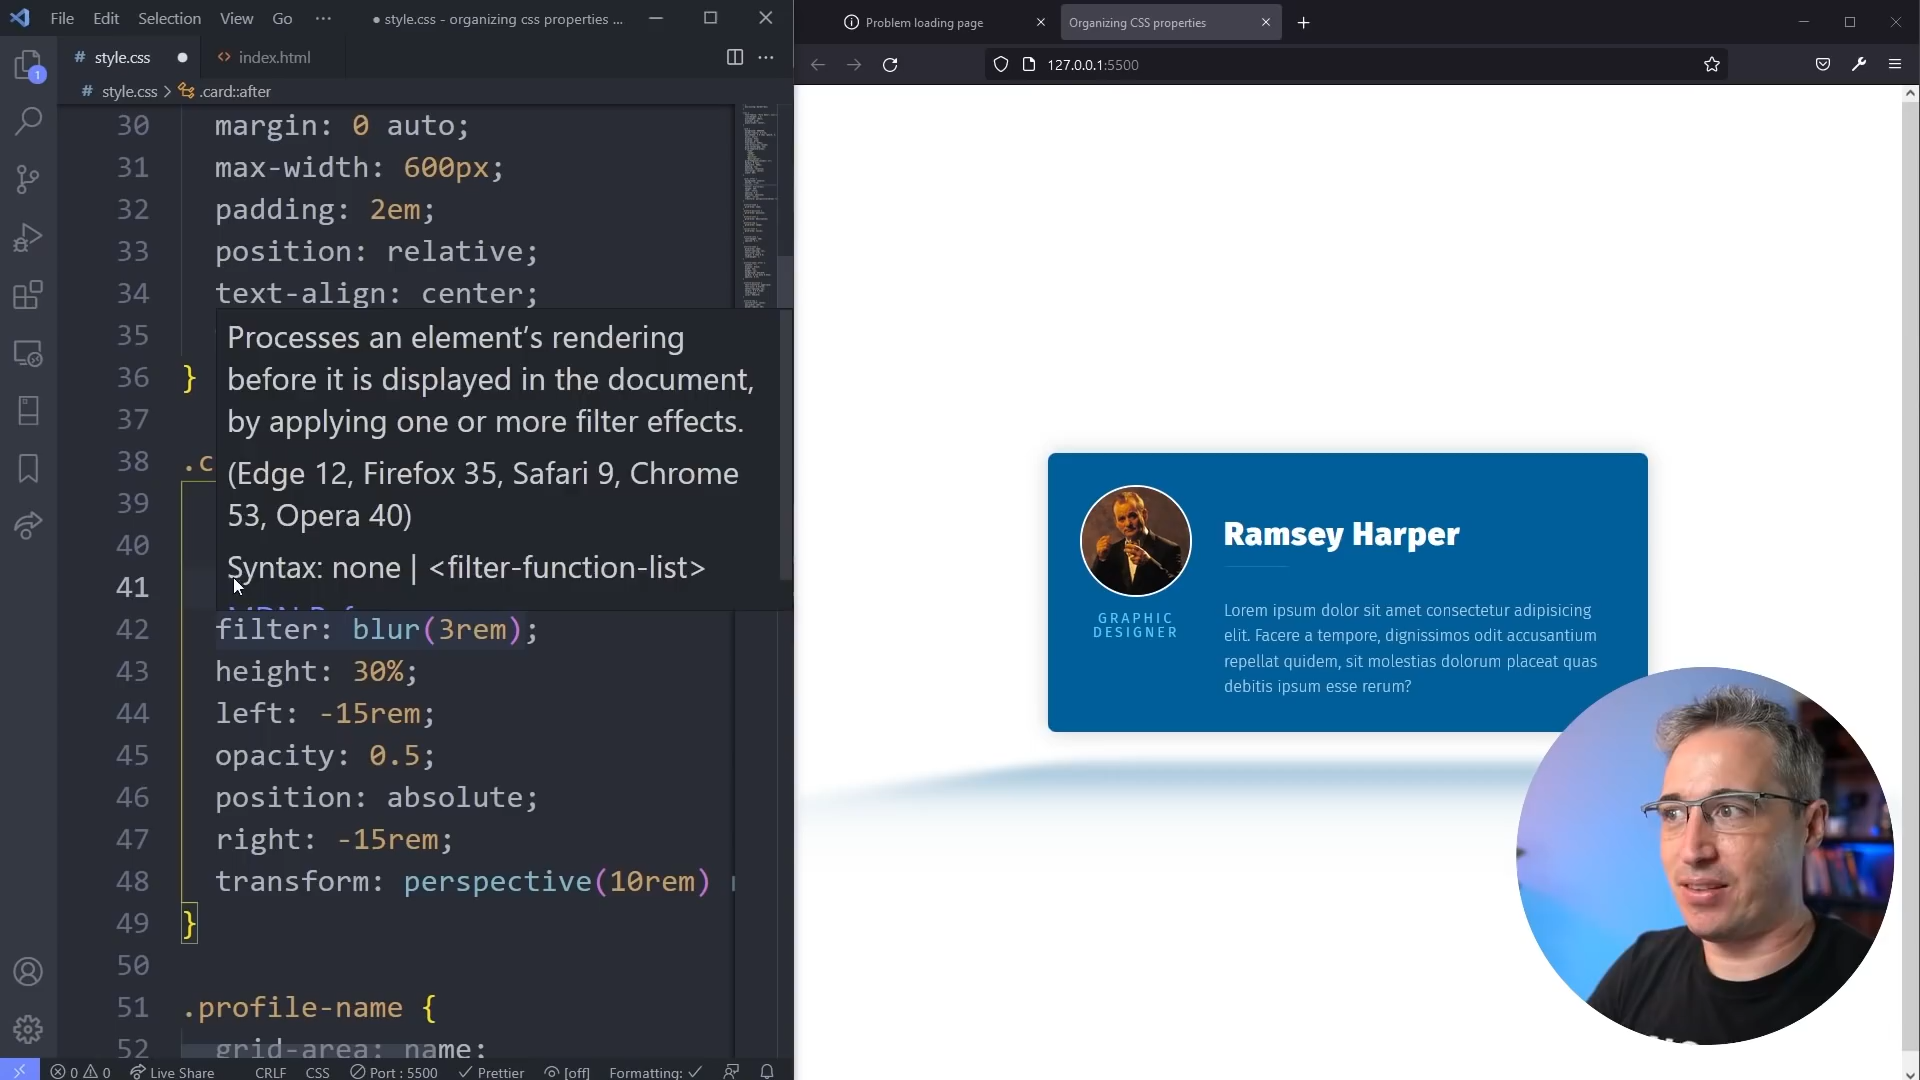 File Edit Selection View Go ··· ● style.css - organizing css properties ...
# style.css ● <> index.html
# style.css > .card::after
30 margin: 0 auto;
31 max-width: 600px;
32 padding: 2em;
33 position: relative;
34 text-align: center;
35
36 }
37
38 .c
39
40
41
42 filter: blur(3rem);
43 height: 30%;
44 left: -15rem;
45 opacity: 0.5;
46 position: absolute;
47 right: -15rem;
48 transform: perspective(10rem)
49 }
50
51 .profile-name {
52 grid-area: name;
Processes an element’s rendering
before it is displayed in the document,
by applying one or more filter effects.
(Edge 12, Firefox 35, Safari 9, Chrome
53, Opera 40)
Syntax: none | <filter-function-list>
1
0 0 Live Share CRLF CSS Port : 5500 Prettier [off] Formatting:
Problem loading page
Organizing CSS properties
127.0.0.1:5500
Ramsey Harper
GRAPHIC
DESIGNER
Lorem ipsum dolor sit amet consectetur adipisicing
elit. Facere a tempore, dignissimos odit accusantium
repellat quidem, sit molestias dolorum placeat quas
debitis ipsum esse rerum?